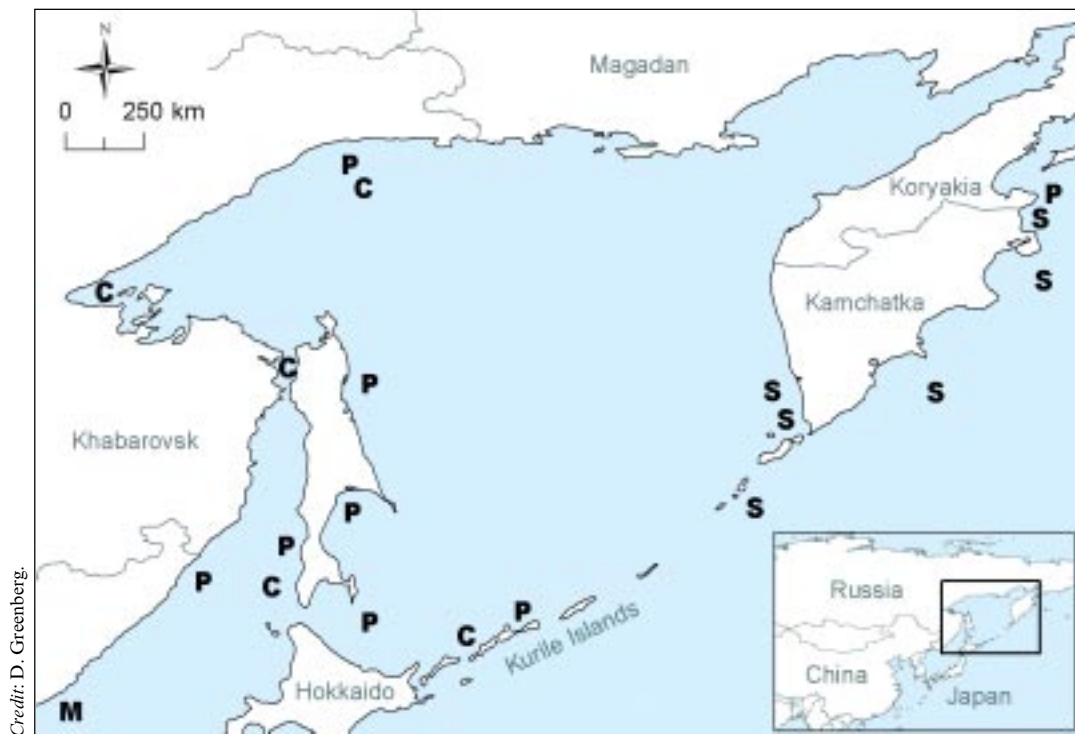 N
0 250 km
Magadan
P
C
Koryakia
P
S
C
Kamchatka
S
C
P
S
S
Khabarovsk
S
P
S
P
P
C
P
P
C
Kurile Islands
Hokkaido
M
Russia
China
Japan
Credit: D. Greenberg.